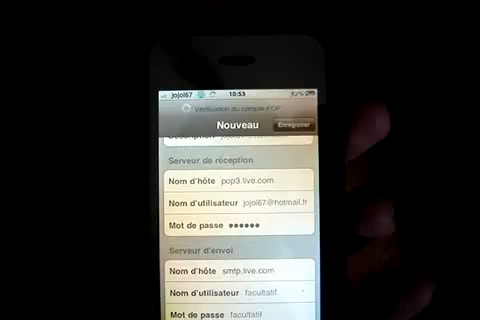 jojol67 10:53
Vérification du compte POP
Nouveau Enregistrer
Description
Serveur de réception
Nom d'hôte pop3.live.com
Nom d'utilisateur jojol67@hotmail.fr
Mot de passe ●●●●●●
Serveur d'envoi
Nom d'hôte smtp.live.com
Nom d'utilisateur facultatif
Mot de passe facultatif